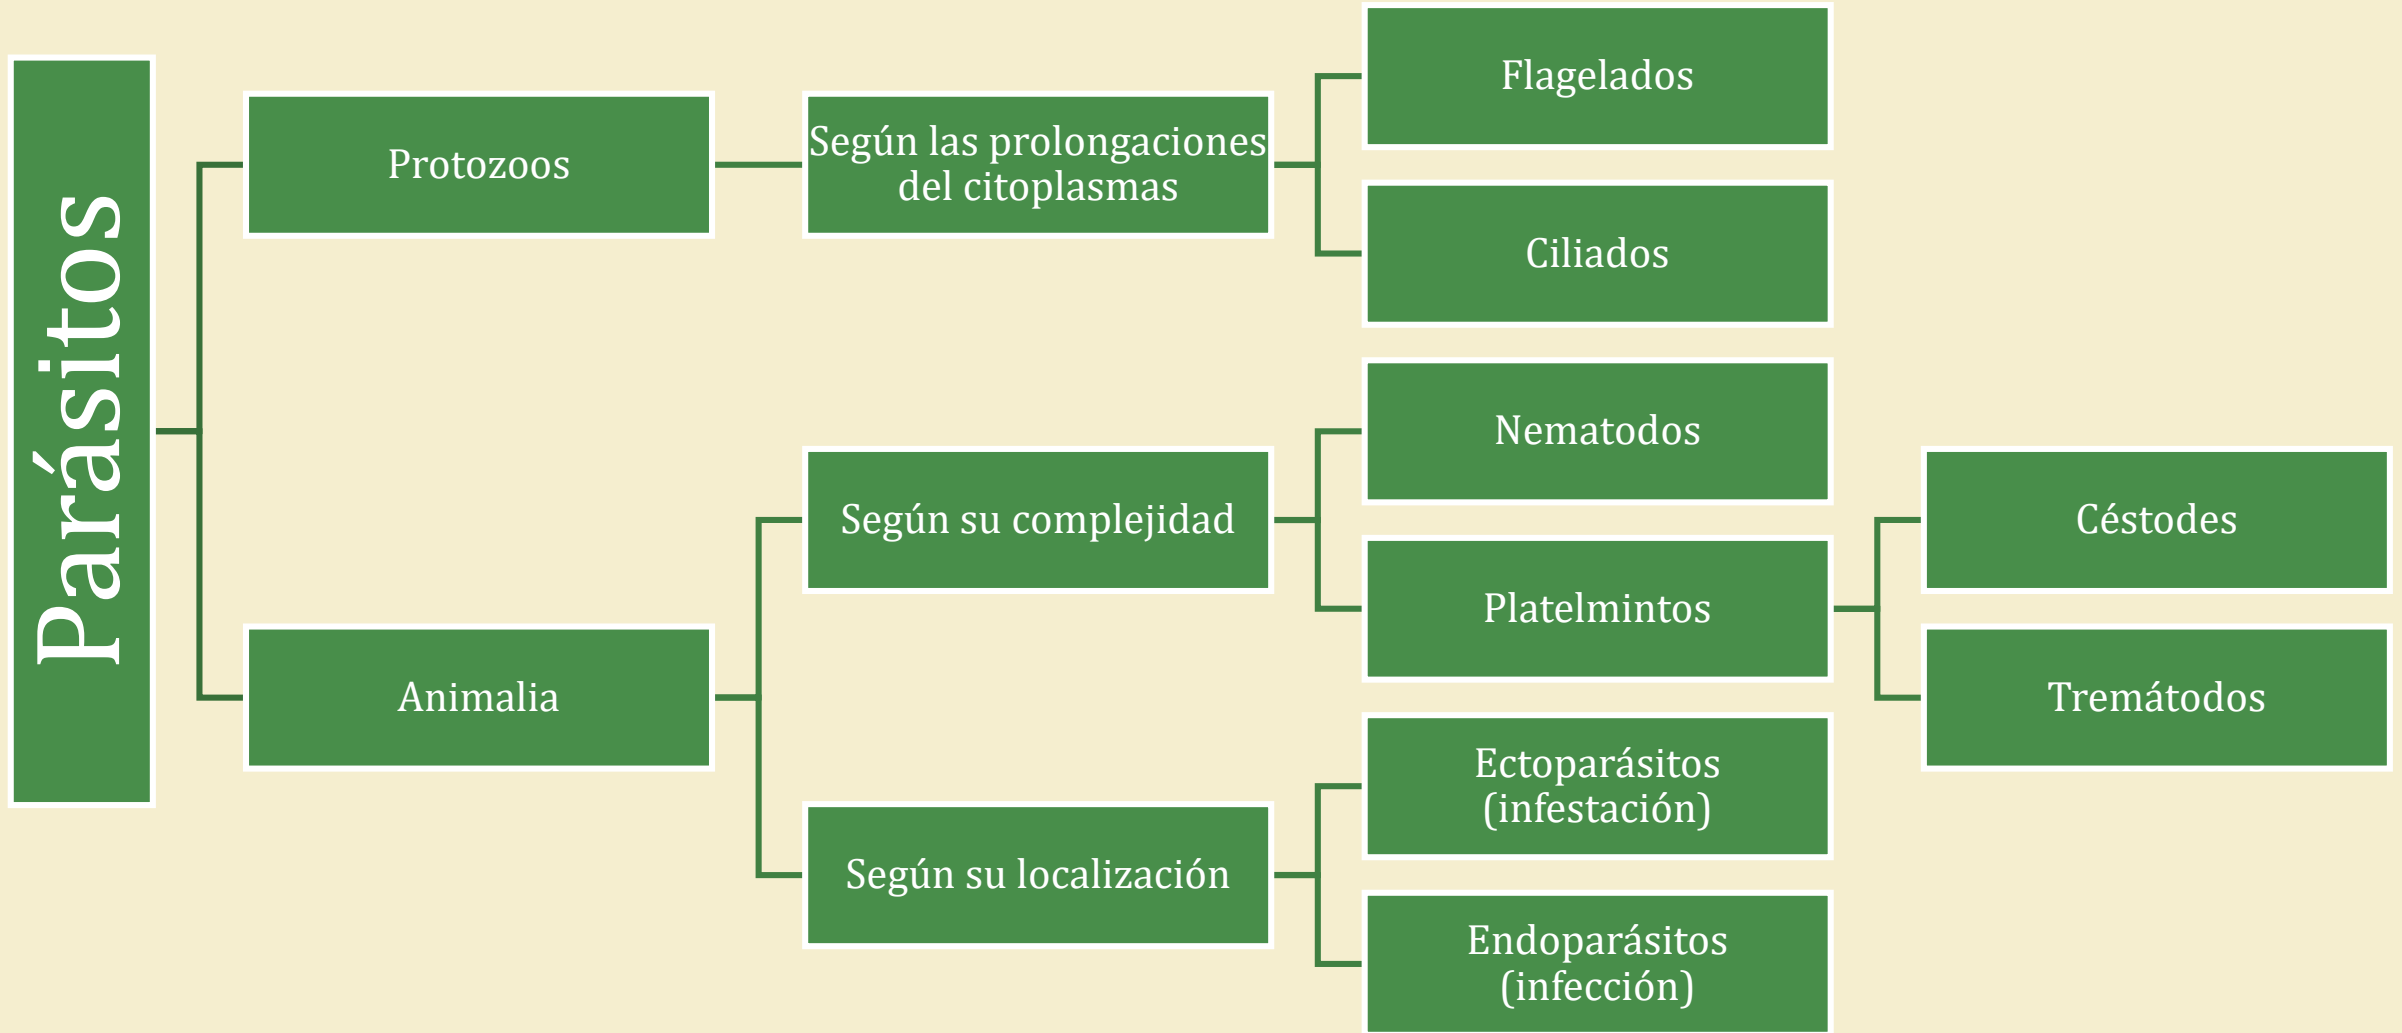 Parásitos
Protozoos
Según las prolongaciones
del citoplasmas
Flagelados
Ciliados
Animalia
Según su complejidad
Nematodos
Platelmintos
Céstodes
Tremátodos
Según su localización
Ectoparásitos
(infestación)
Endoparásitos
(infección)